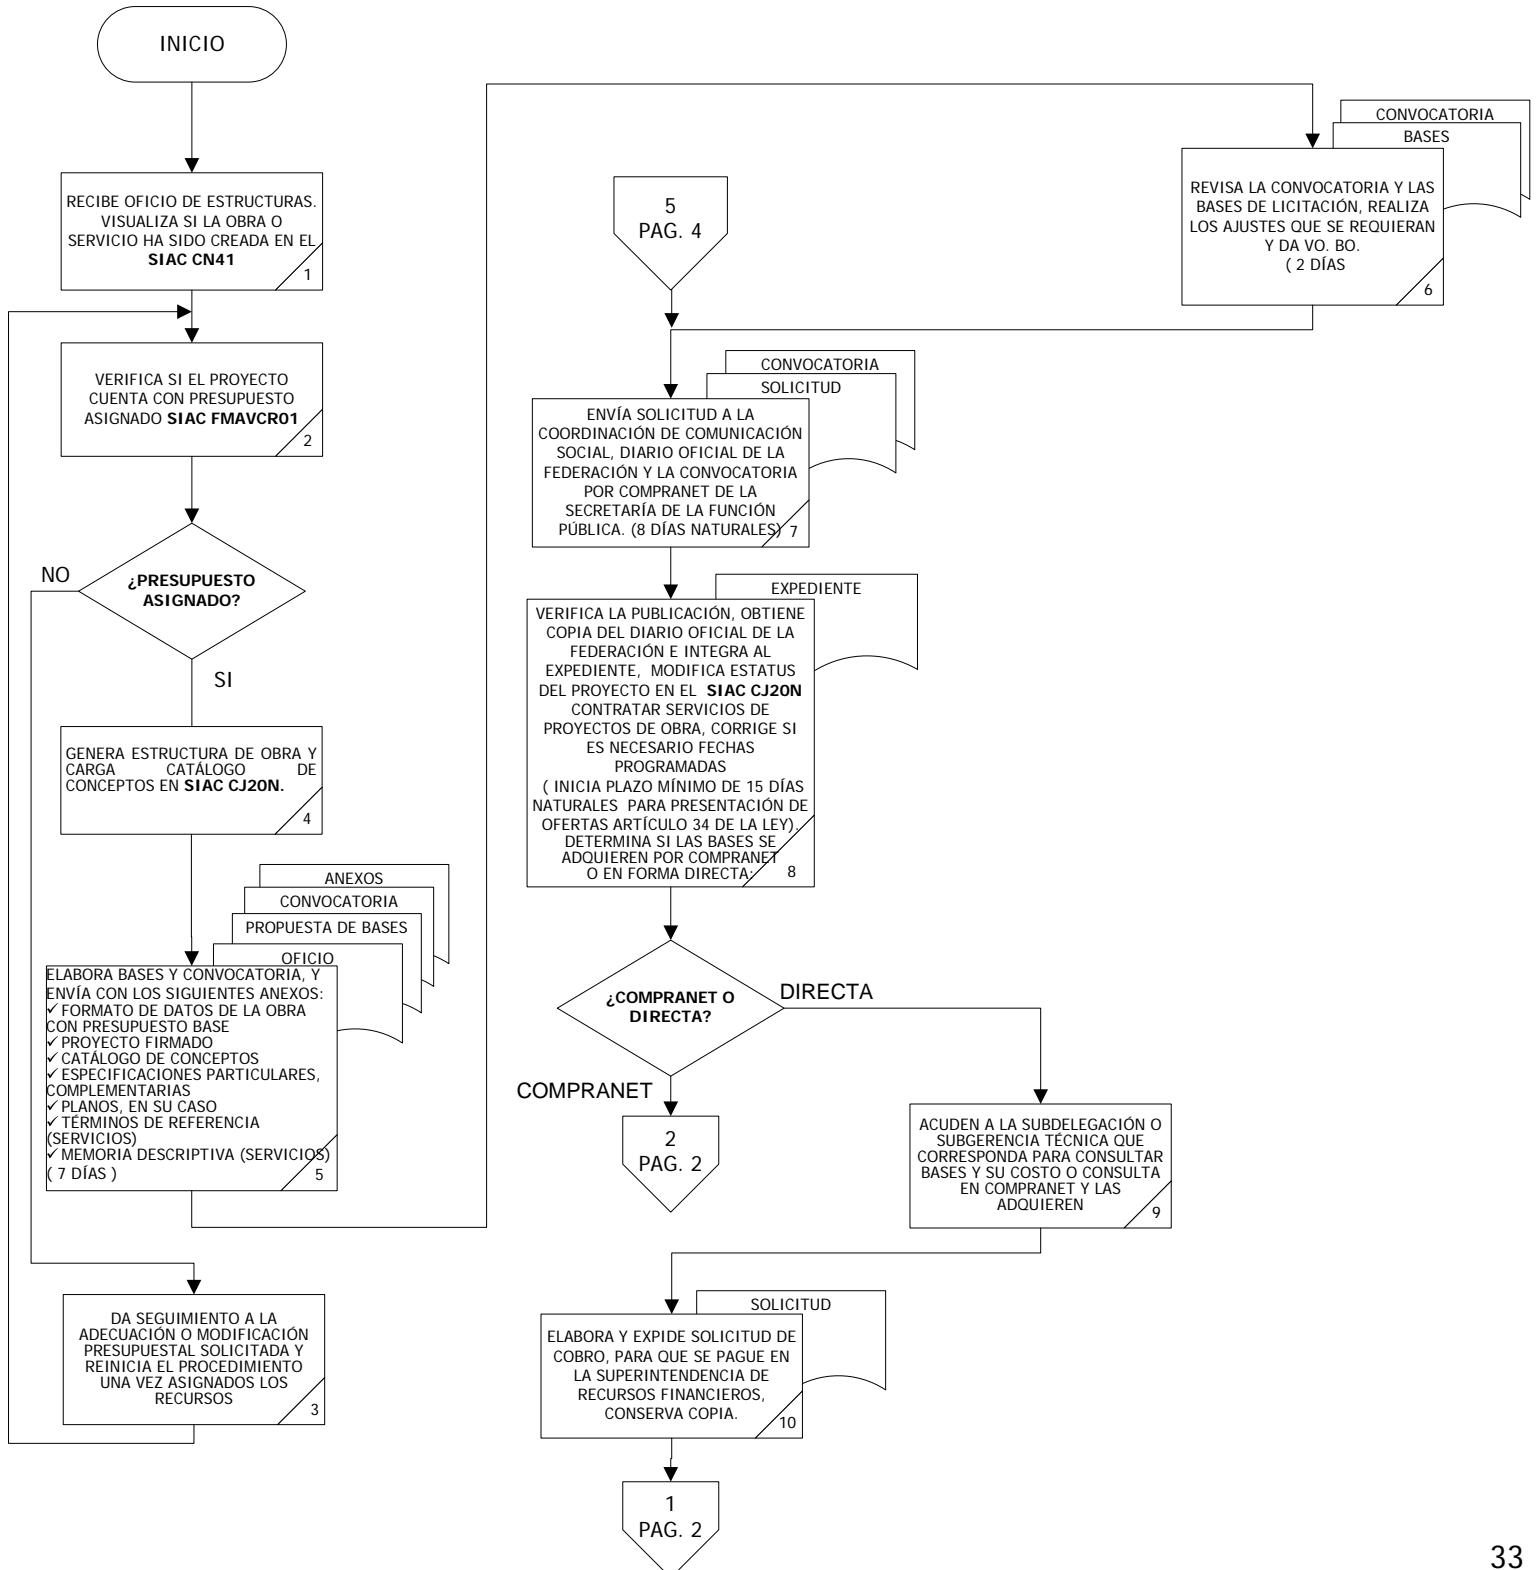 INICIO
RECIBE OFICIO DE ESTRUCTURAS.
VISUALIZA SI LA OBRA O
SERVICIO HA SIDO CREADA EN EL
SIAC CN41
1
VERIFICA SI EL PROYECTO
CUENTA CON PRESUPUESTO
ASIGNADO SIAC FMAVCR01
2
¿PRESUPUESTO
ASIGNADO?
NO
SI
GENERA ESTRUCTURA DE OBRA Y
CARGA CATÁLOGO DE
CONCEPTOS EN SIAC CJ20N.
4
ANEXOS
CONVOCATORIA
PROPUESTA DE BASES
OFICIO
ELABORA BASES Y CONVOCATORIA, Y
ENVÍA CON LOS SIGUIENTES ANEXOS:
✓ FORMATO DE DATOS DE LA OBRA
CON PRESUPUESTO BASE
✓ PROYECTO FIRMADO
✓ CATÁLOGO DE CONCEPTOS
✓ ESPECIFICACIONES PARTICULARES,
COMPLEMENTARIAS
✓ PLANOS, EN SU CASO
✓ TÉRMINOS DE REFERENCIA
(SERVICIOS)
✓ MEMORIA DESCRIPTIVA (SERVICIOS)
( 7 DÍAS )
5
DA SEGUIMIENTO A LA
ADECUACIÓN O MODIFICACIÓN
PRESUPUESTAL SOLICITADA Y
REINICIA EL PROCEDIMIENTO
UNA VEZ ASIGNADOS LOS
RECURSOS
3
CONVOCATORIA
BASES
REVISA LA CONVOCATORIA Y LAS
BASES DE LICITACIÓN, REALIZA
LOS AJUSTES QUE SE REQUIERAN
Y DA VO. BO.
( 2 DÍAS
6
5
PAG. 4
CONVOCATORIA
SOLICITUD
ENVÍA SOLICITUD A LA
COORDINACIÓN DE COMUNICACIÓN
SOCIAL, DIARIO OFICIAL DE LA
FEDERACIÓN Y LA CONVOCATORIA
POR COMPRANET DE LA
SECRETARÍA DE LA FUNCIÓN
PÚBLICA. (8 DÍAS NATURALES)
7
EXPEDIENTE
VERIFICA LA PUBLICACIÓN, OBTIENE
COPIA DEL DIARIO OFICIAL DE LA
FEDERACIÓN E INTEGRA AL
EXPEDIENTE, MODIFICA ESTATUS
DEL PROYECTO EN EL SIAC CJ20N
CONTRATAR SERVICIOS DE
PROYECTOS DE OBRA, CORRIGE SI
ES NECESARIO FECHAS
PROGRAMADAS
( INICIA PLAZO MÍNIMO DE 15 DÍAS
NATURALES PARA PRESENTACIÓN DE
OFERTAS ARTÍCULO 34 DE LA LEY).
DETERMINA SI LAS BASES SE
ADQUIEREN POR COMPRANET
O EN FORMA DIRECTA:
8
¿COMPRANET O
DIRECTA?
DIRECTA
COMPRANET
2
PAG. 2
ACUDEN A LA SUBDELEGACIÓN O
SUBGERENCIA TÉCNICA QUE
CORRESPONDA PARA CONSULTAR
BASES Y SU COSTO O CONSULTA
EN COMPRANET Y LAS
ADQUIEREN
9
SOLICITUD
ELABORA Y EXPIDE SOLICITUD DE
COBRO, PARA QUE SE PAGUE EN
LA SUPERINTENDENCIA DE
RECURSOS FINANCIEROS,
CONSERVA COPIA.
10
1
PAG. 2
33